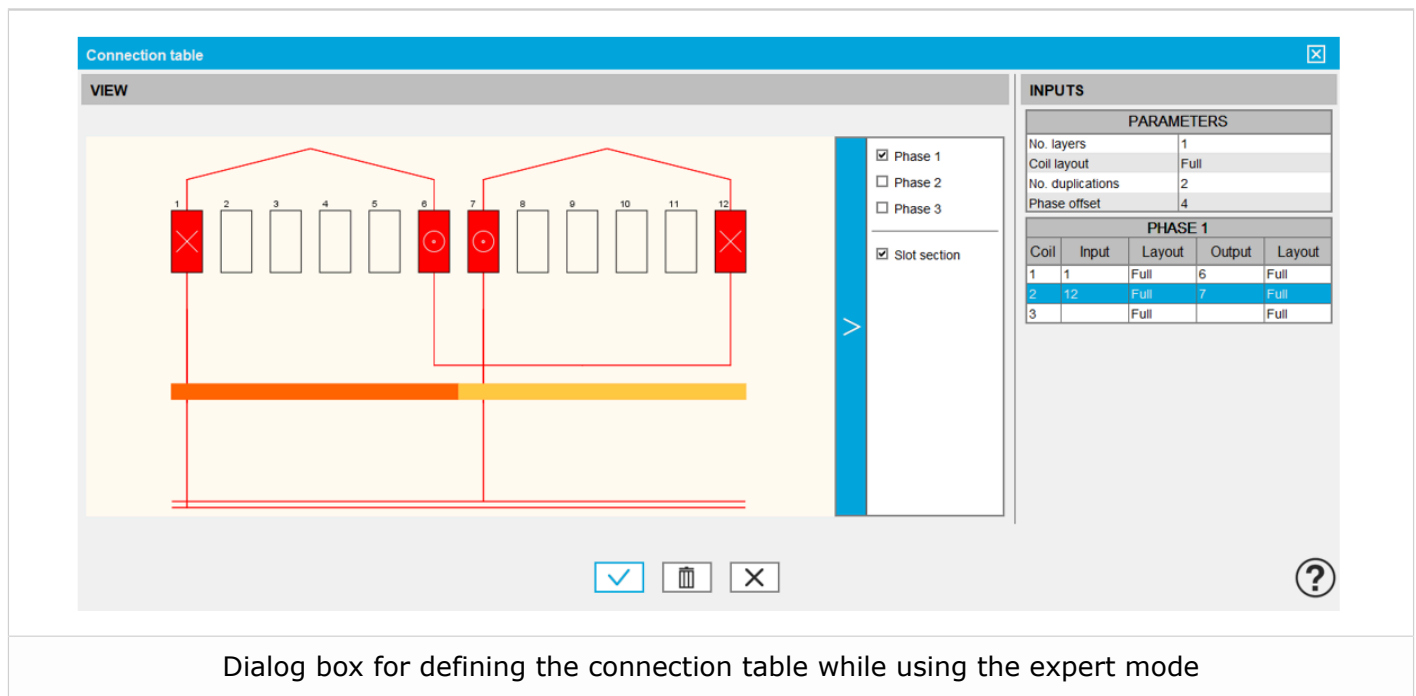 Connection table
VIEW
INPUTS
1 2 3 4 5 6 7 8 9 10 11 12
Phase 1
Phase 2
Phase 3
Slot section
PARAMETERS
No. layers 1
Coil layout Full
No. duplications 2
Phase offset 4
PHASE 1
Coil Input Layout Output Layout
1 1 Full 6 Full
2 12 Full 7 Full
3 Full Full
?
Dialog box for defining the connection table while using the expert mode